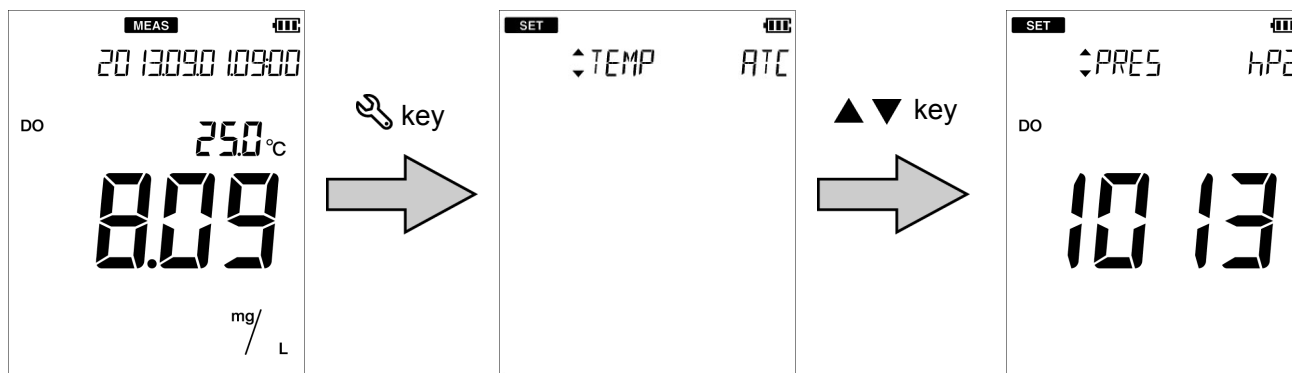 MEAS
2013.09.01.09:00
DO
25.0 °C
8.09
mg/L
key
SET
TEMP ATC
key
SET
PRES hPa
DO
1013